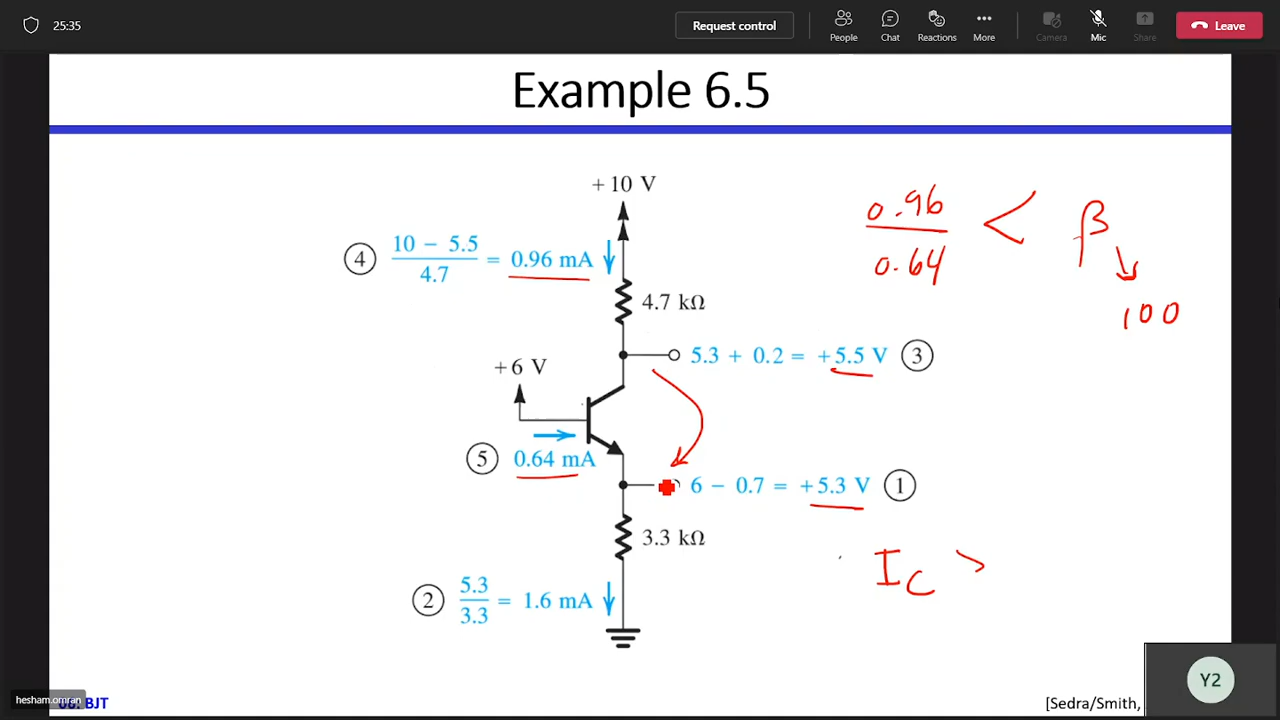 25:35
Request control
People
Chat
Reactions
More
Camera
Mic
Share
Leave
Example 6.5
+ 10 V
④ 10 − 5.5 / 4.7 = 0.96 mA
4.7 kΩ
0.96 / 0.64 < β
100
5.3 + 0.2 = +5.5 V ③
+6 V
⑤ 0.64 mA
6 − 0.7 = +5.3 V ①
3.3 kΩ
② 5.3 / 3.3 = 1.6 mA
I_C >
Y2
hesham.omran
BJT
[Sedra/Smith,